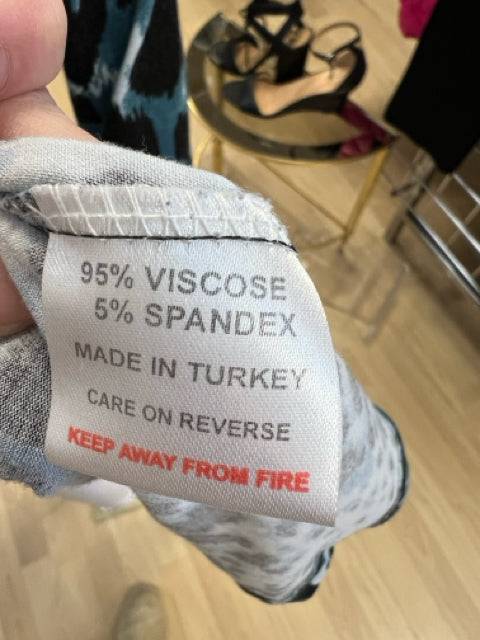 95% VISCOSE
5% SPANDEX
MADE IN TURKEY
CARE ON REVERSE
KEEP AWAY FROM FIRE